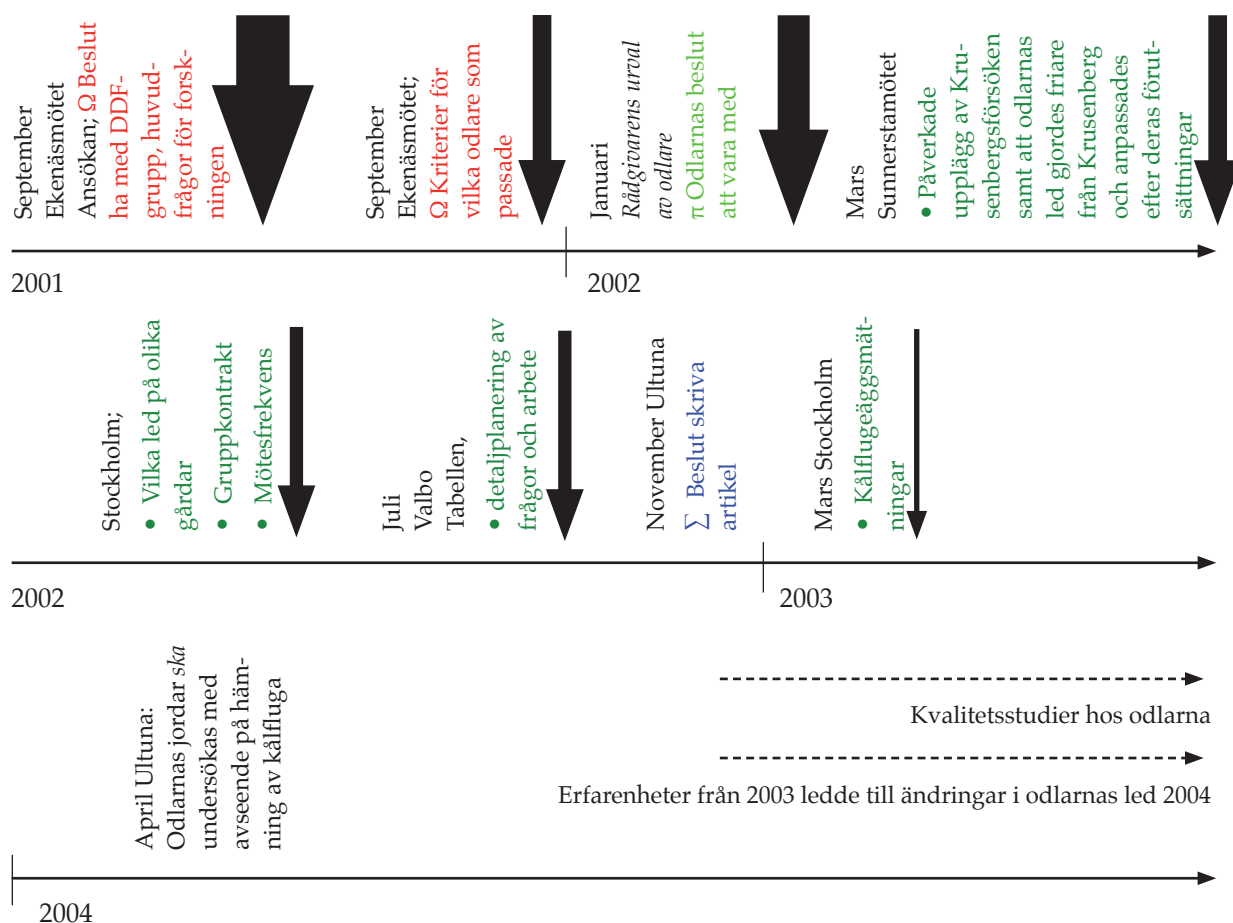 September
Ekenäsmötet
Ansökan; Ω Beslut
ha med DDF-
grupp, huvud-
frågor för forsk-
ningen
September
Ekenäsmötet;
Ω Kriterier för
vilka odlare som
passade
Januari
Rådgivarens urval
av odlare
π Odlarnas beslut
att vara med
Mars
Sunnerstamötet
• Påverkade
upplägg av Kru-
senbergsförsöken
samt att odlarnas
led gjordes friare
från Krusenberg
och anpassades
efter deras förut-
sättningar
2001
2002
Stockholm;
• Vilka led på olika
gårdar
• Gruppkontrakt
• Mötesfrekvens
Juli
Valbo
Tabellen,
• detaljplanering av
frågor och arbete
November Ultuna
∑ Beslut skriva
artikel
Mars Stockholm
• Kålflugeäggsmät-
ningar
2002
2003
April Ultuna:
Odlarnas jordar ska
undersökas med
avseende på häm-
ning av kålfluga
Kvalitetsstudier hos odlarna
Erfarenheter från 2003 ledde till ändringar i odlarnas led 2004
2004